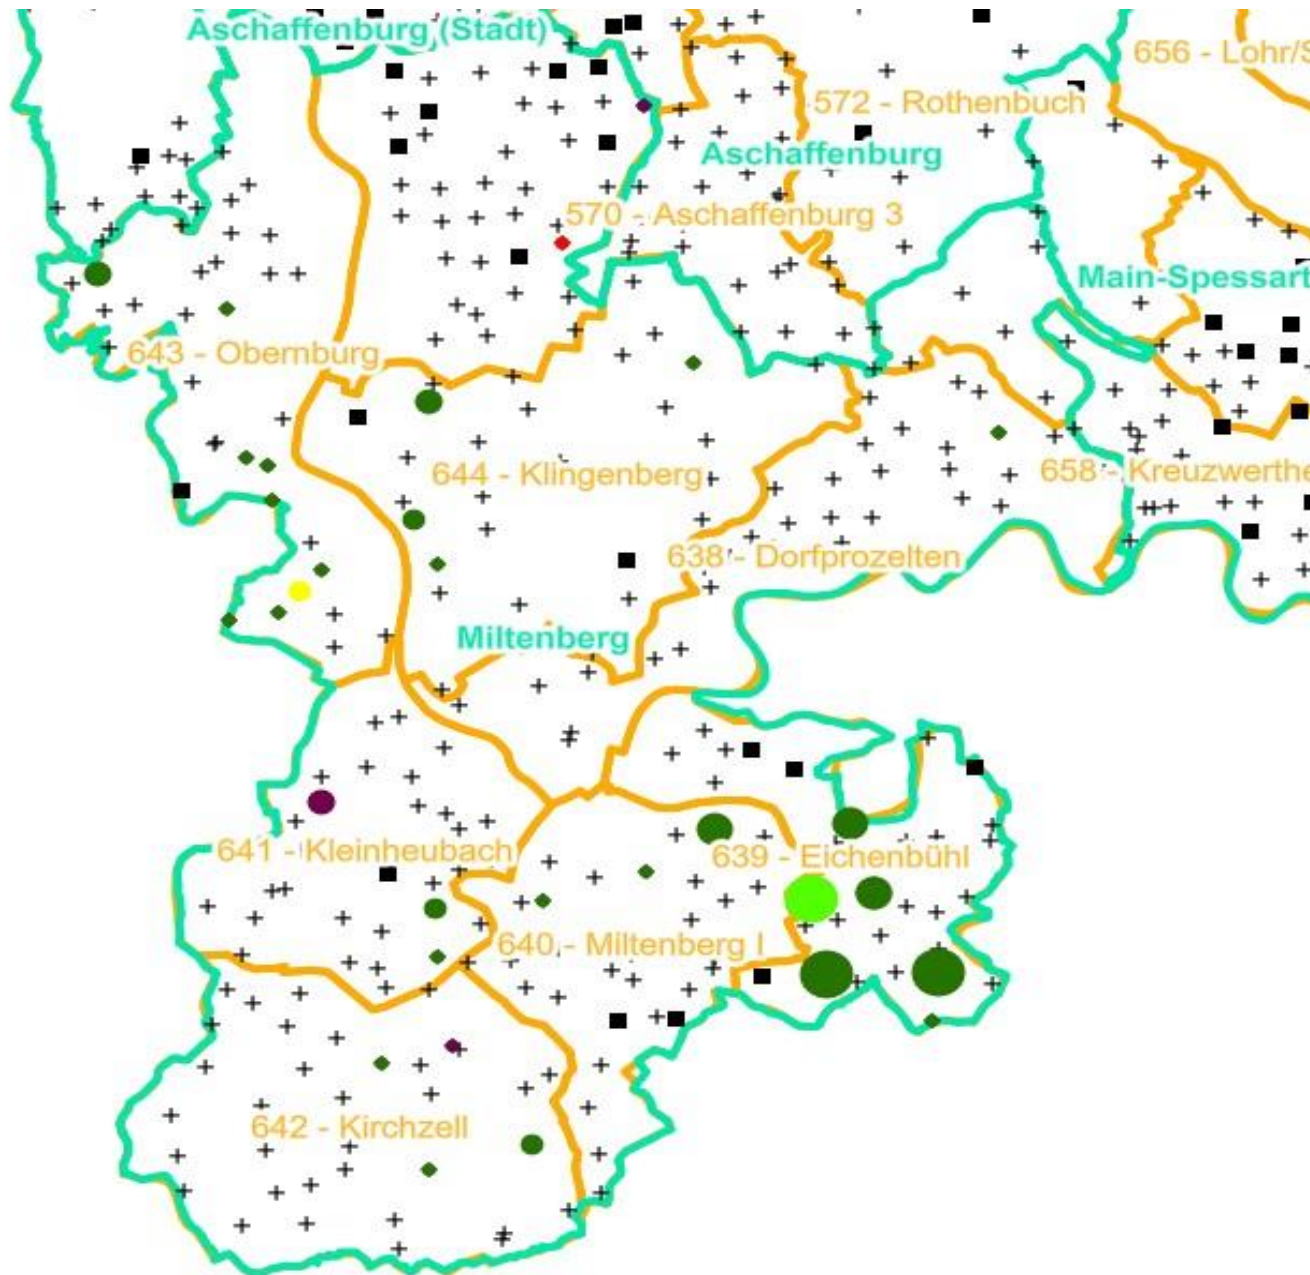 Aschaffenburg (Stadt)
656 - Lohr/S
572 - Rothenbuch
Aschaffenburg
570 - Aschaffenburg 3
Main-Spessart
643 - Obernburg
644 - Klingenberg
658 - Kreuzwerthe
638 - Dorfprozelten
Miltenberg
641 - Kleinheubach
639 - Eichenbühl
640 - Miltenberg I
642 - Kirchzell